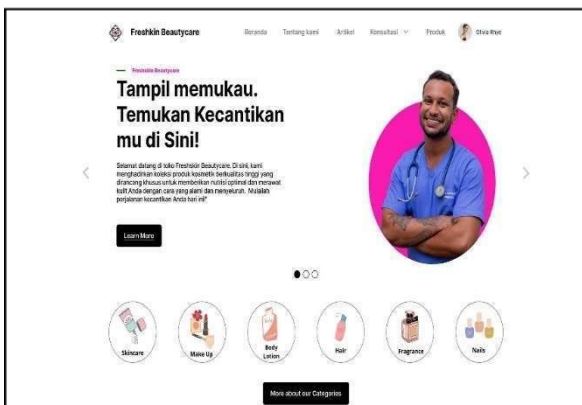 Freshkin Beautycare
Beranda Tentang kami Artikel Konsultasi Produk Olivia Rhye
Freshskin Beautycare
Tampil memukau.
Temukan Kecantikan
mu di Sini!
Selamat datang di toko Freshskin Beautycare. Di sini, kami
menghadirkan koleksi produk kosmetik berkualitas tinggi yang
dirancang khusus untuk memberikan nutrisi optimal dan merawat
kulit Anda dengan cara yang alami dan menyeluruh. Mulailah
perjalanan kecantikan Anda hari ini!"
Learn More
Skincare
Make Up
Body
Lotion
Hair
Fragrance
Nails
More about our Categories